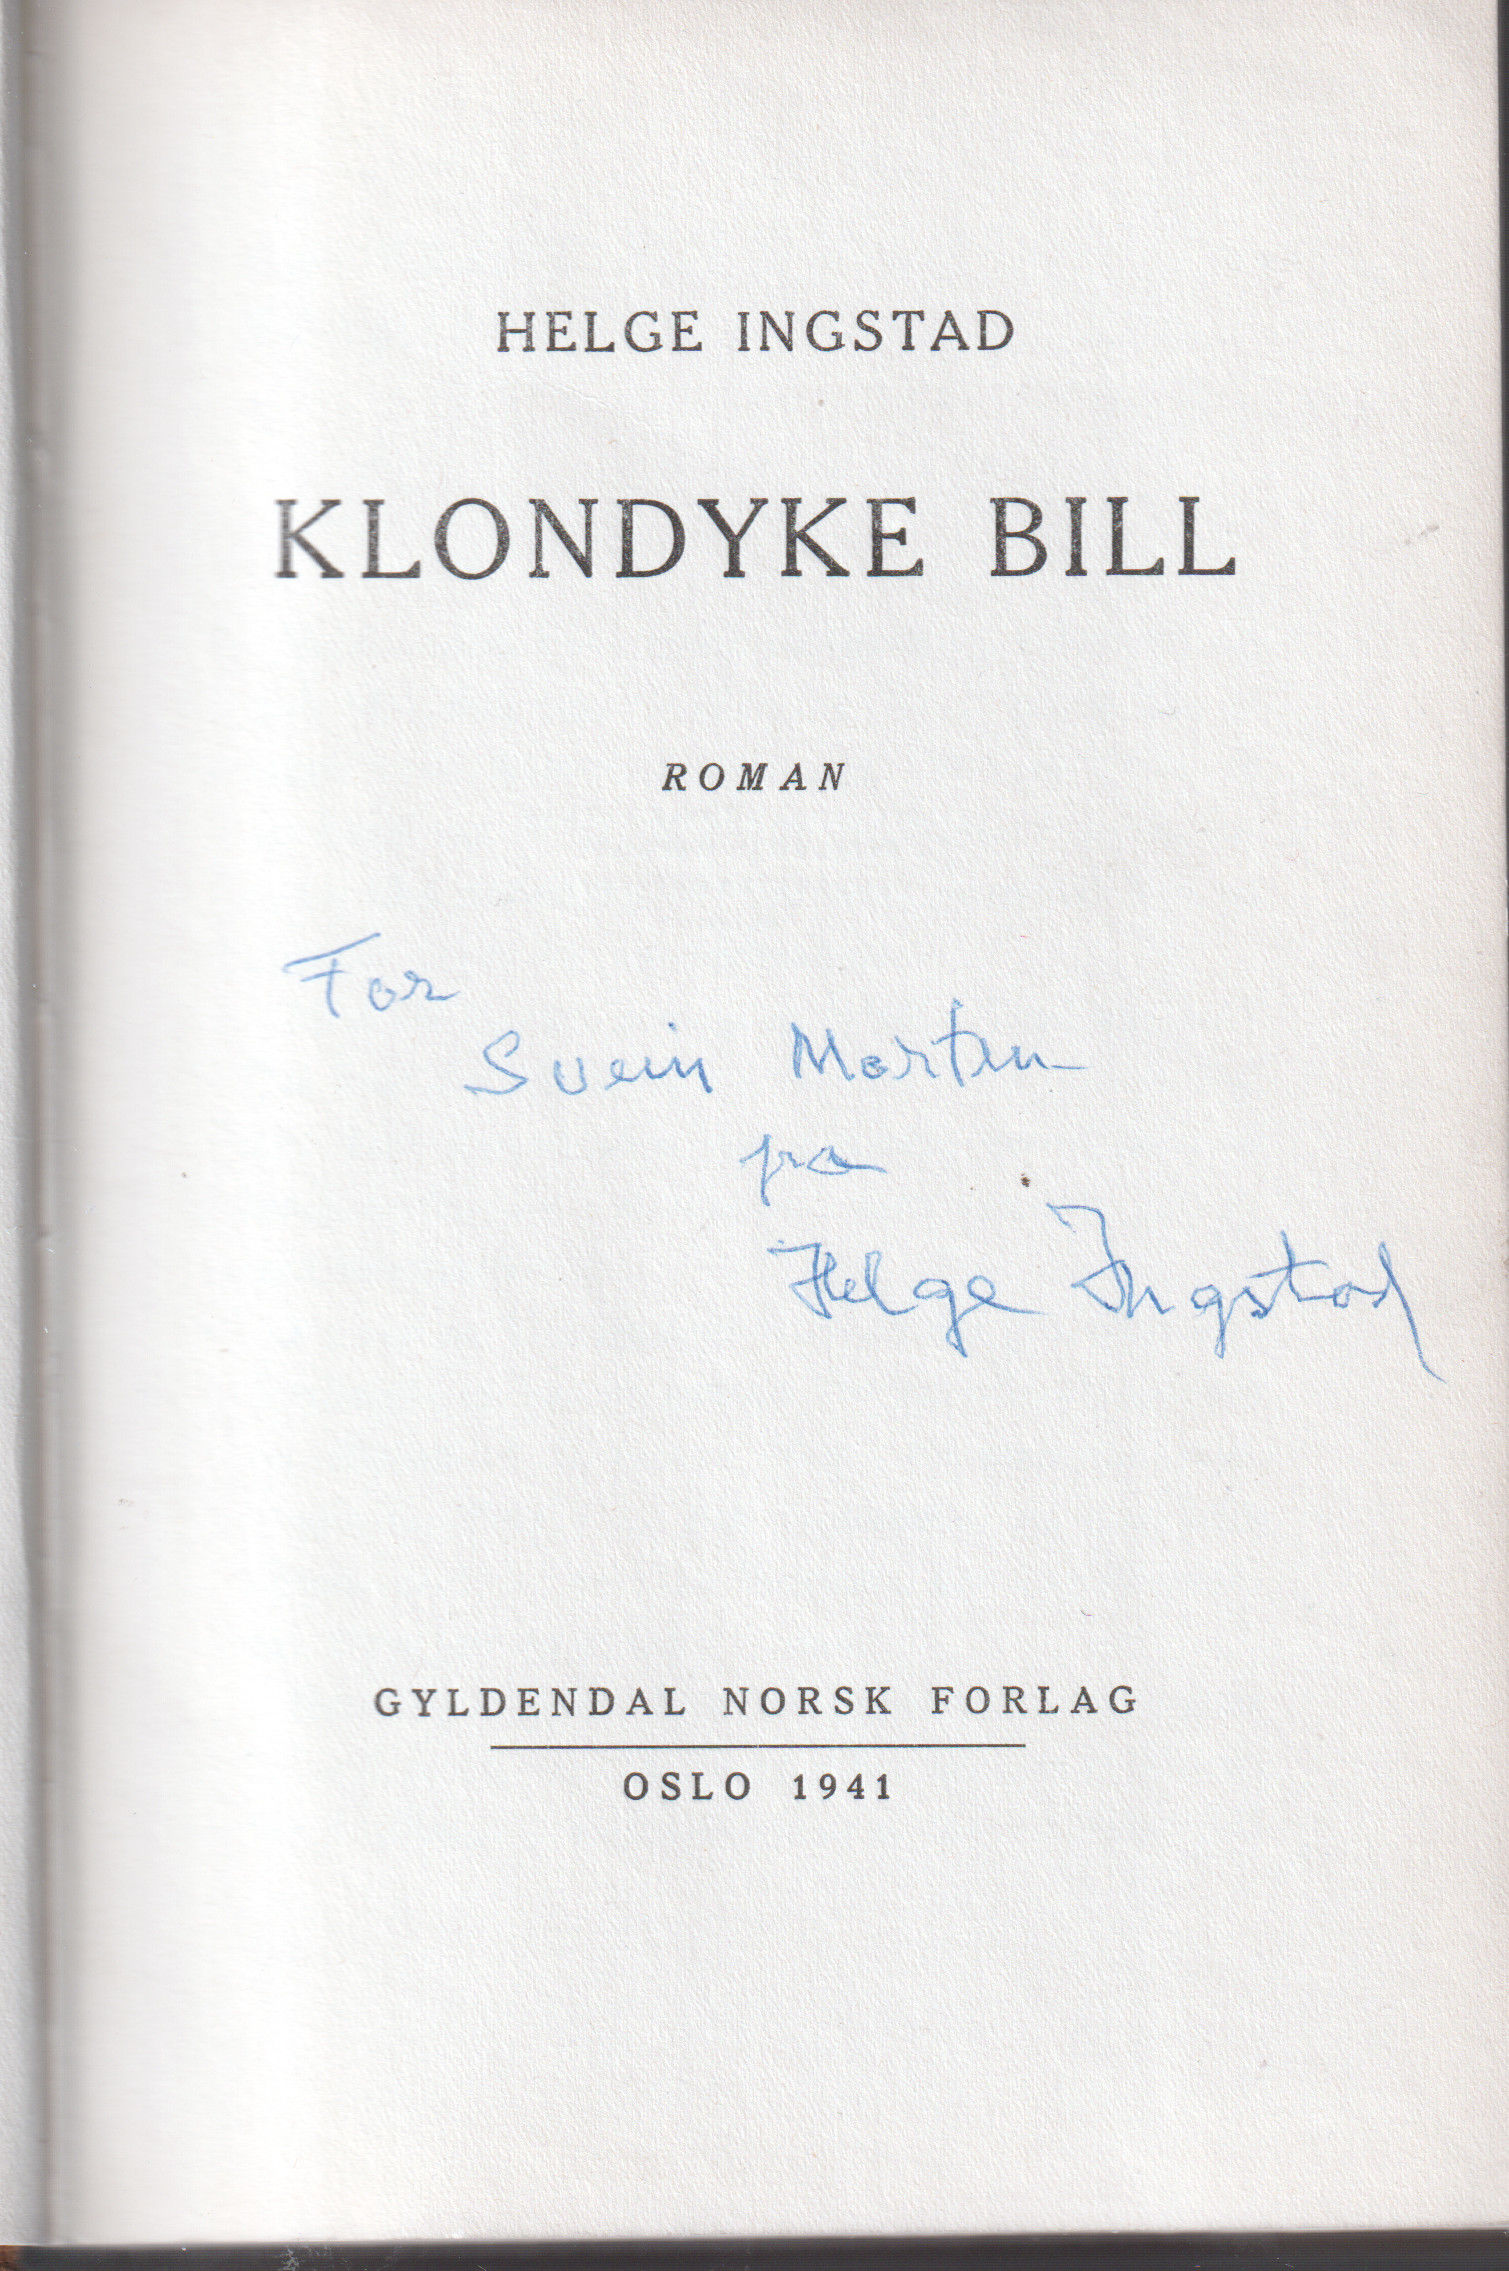 HELGE INGSTAD
KLONDYKE BILL
ROMAN
For
Svein Morten
fra
Helge Ingstad
GYLDENDAL NORSK FORLAG
OSLO 1941